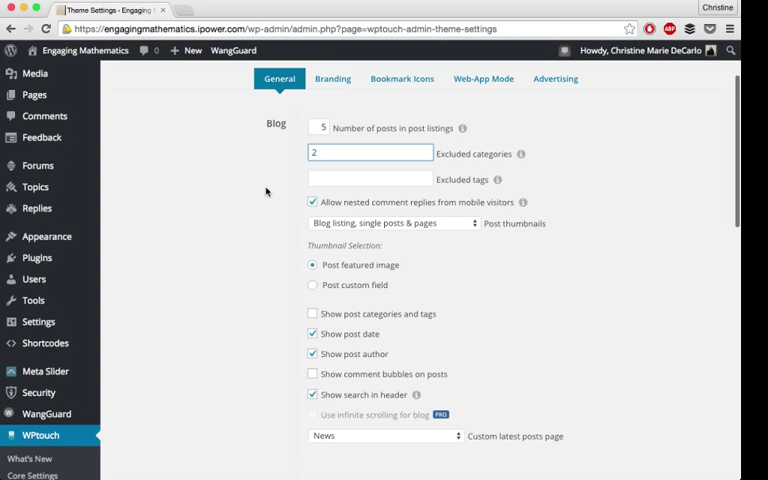 Theme Settings ‹ Engaging
Christine
https://engagingmathematics.ipower.com/wp-admin/admin.php?page=wptouch-admin-theme-settings
ABP
Engaging Mathematics 0 + New WangGuard Howdy, Christine Marie DeCarlo
Media
Pages
Comments
Feedback
Forums
Topics
Replies
Appearance
Plugins
Users
Tools
Settings
Shortcodes
Meta Slider
Security
WangGuard
WPtouch
What's New
Core Settings
General Branding Bookmark Icons Web-App Mode Advertising
Blog
5 Number of posts in post listings
2 Excluded categories
Excluded tags
Allow nested comment replies from mobile visitors
Blog listing, single posts & pages Post thumbnails
Thumbnail Selection:
Post featured image
Post custom field
Show post categories and tags
Show post date
Show post author
Show comment bubbles on posts
Show search in header
Use infinite scrolling for blog PRO
News Custom latest posts page